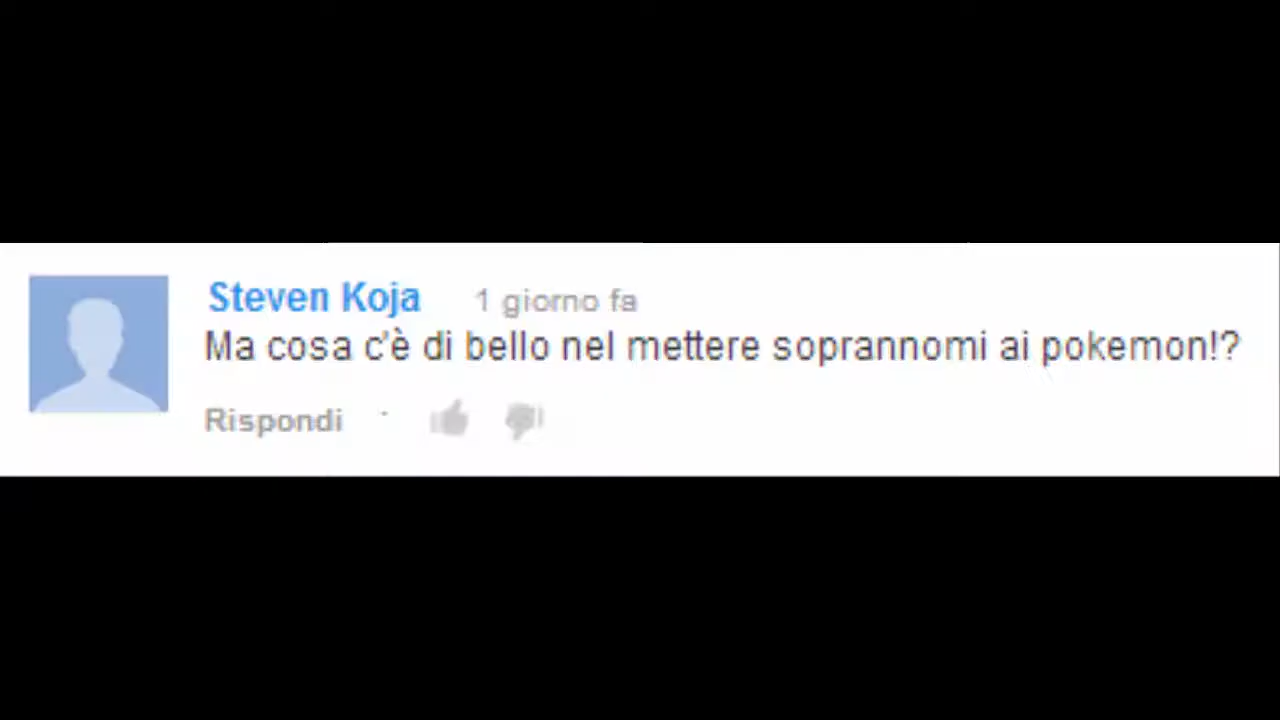 Steven Koja 1 giorno fa
Ma cosa c'è di bello nel mettere soprannomi ai pokemon!?
Rispondi ·